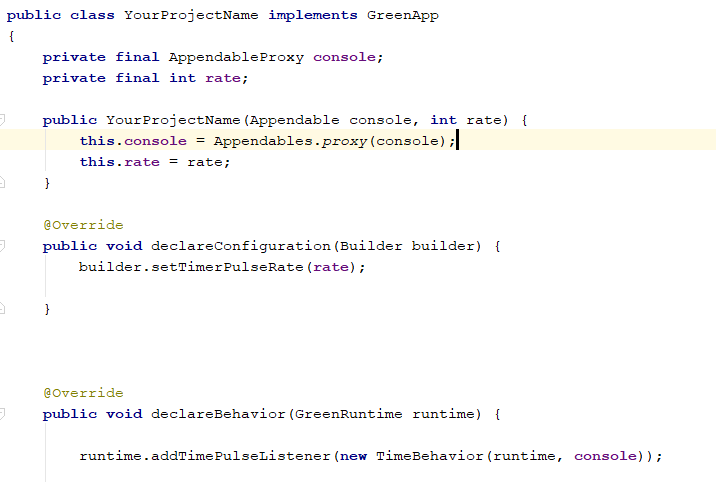 public class YourProjectName implements GreenApp
{
    private final AppendableProxy console;
    private final int rate;
    public YourProjectName(Appendable console, int rate) {
        this.console = Appendables.proxy(console);
        this.rate = rate;
    }
    @Override
    public void declareConfiguration(Builder builder) {
        builder.setTimerPulseRate(rate);
    }
    @Override
    public void declareBehavior(GreenRuntime runtime) {
        runtime.addTimePulseListener(new TimeBehavior(runtime, console));